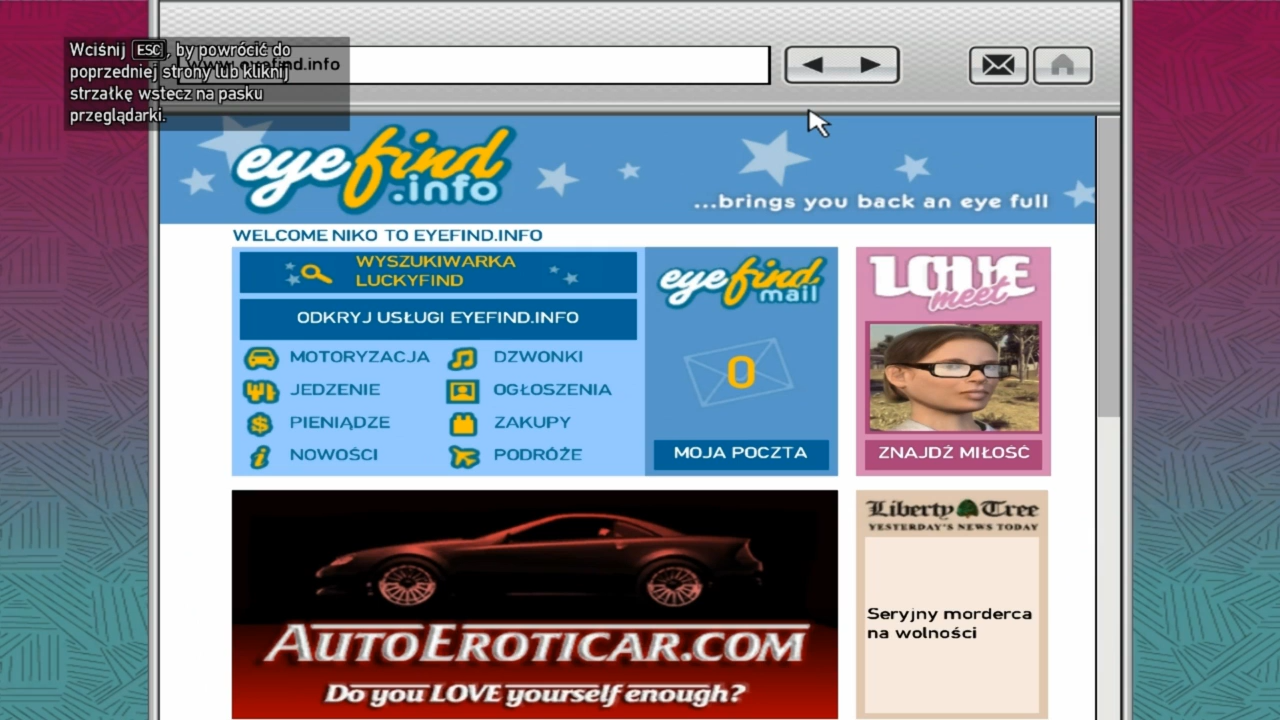 Wciśnij ESC, by powrócić do
poprzedniej strony lub kliknij
strzałkę wstecz na pasku
przeglądarki.
www.eyefind.info
eyefind
.info
...brings you back an eye full
WELCOME NIKO TO EYEFIND.INFO
WYSZUKIWARKA
LUCKYFIND
ODKRYJ USŁUGI EYEFIND.INFO
MOTORYZACJA
DZWONKI
JEDZENIE
OGŁOSZENIA
PIENIĄDZE
ZAKUPY
NOWOŚCI
PODRÓŻE
eyefind
mail
0
MOJA POCZTA
LOVE
meet
ZNAJDŹ MIŁOŚĆ
AUTOEROTICAR.COM
Do you LOVE yourself enough?
Liberty Tree
YESTERDAY'S NEWS TODAY
Seryjny morderca
na wolności